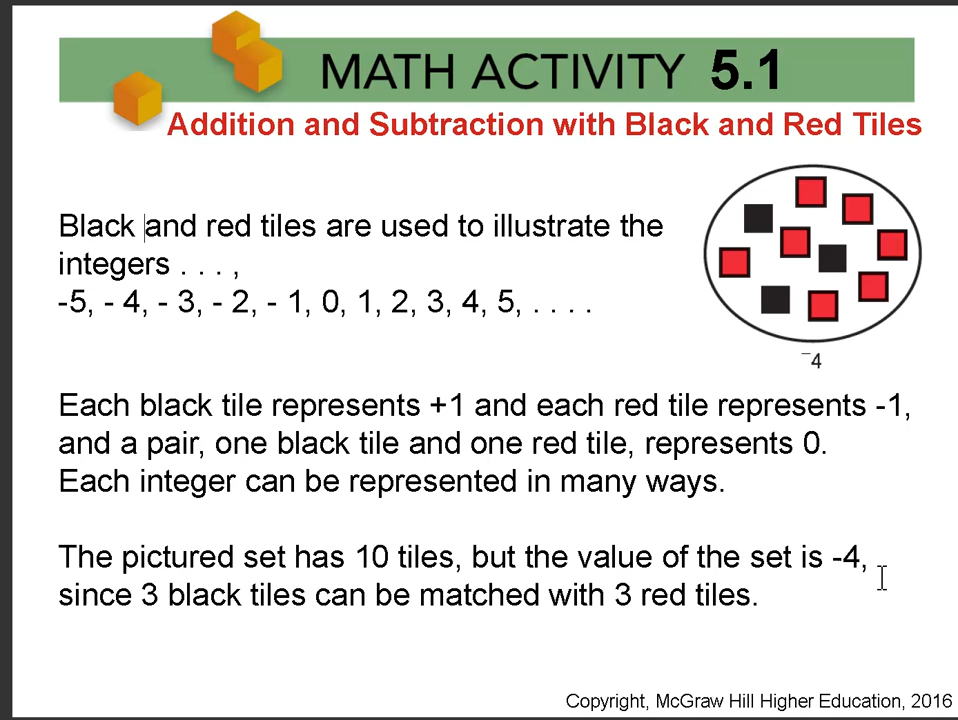 MATH ACTIVITY 5.1
Addition and Subtraction with Black and Red Tiles
Black and red tiles are used to illustrate the
integers . . . ,
-5, - 4, - 3, - 2, - 1, 0, 1, 2, 3, 4, 5, . . . .
⁻4
Each black tile represents +1 and each red tile represents -1,
and a pair, one black tile and one red tile, represents 0.
Each integer can be represented in many ways.
The pictured set has 10 tiles, but the value of the set is -4,
since 3 black tiles can be matched with 3 red tiles.
Copyright, McGraw Hill Higher Education, 2016